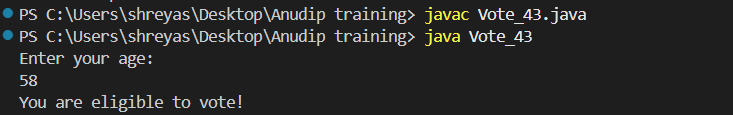 PS C:\Users\shreyas\Desktop\Anudip training> javac Vote_43.java
PS C:\Users\shreyas\Desktop\Anudip training> java Vote_43
Enter your age:
58
You are eligible to vote!